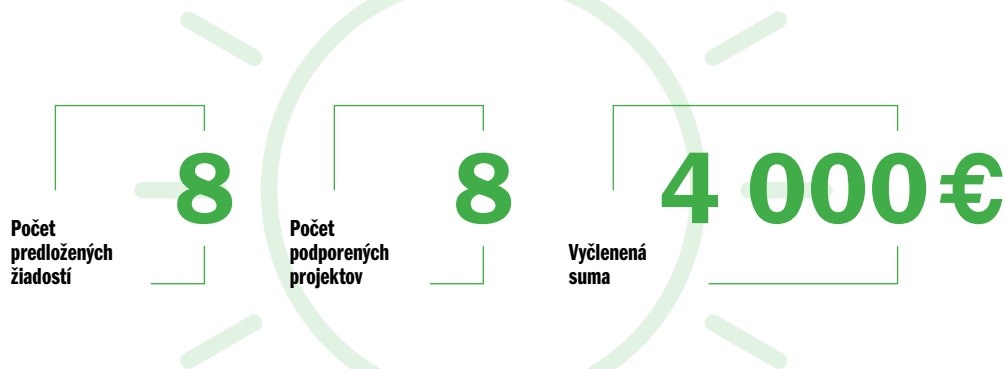 8
Počet
predložených
žiadostí
8
Počet
podporených
projektov
4 000 €
Vyčlenená
suma